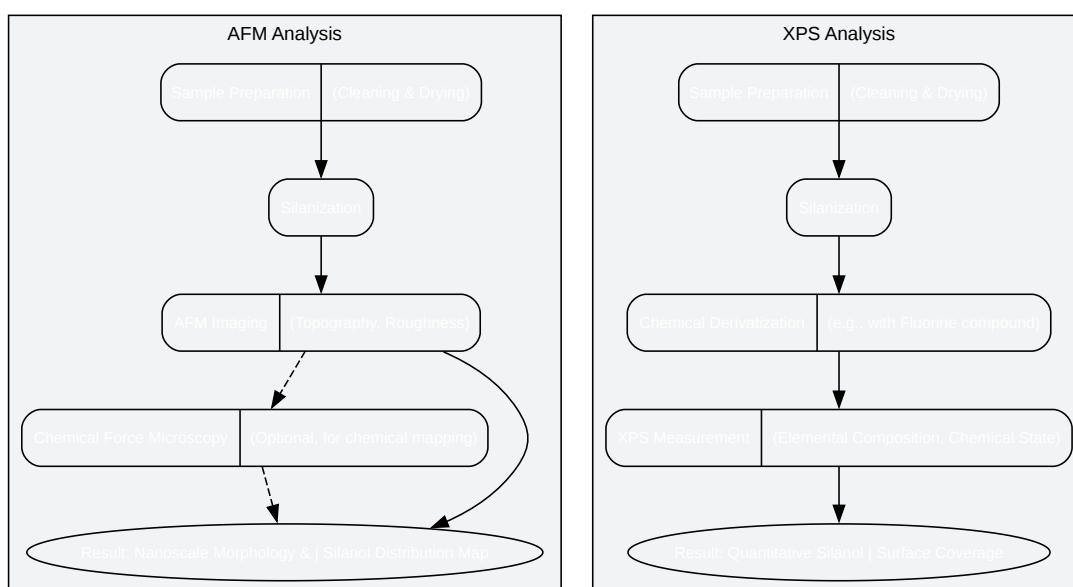 AFM Analysis
Sample Preparation (Cleaning & Drying)
Silanization
AFM Imaging (Topography, Roughness)
Chemical Force Microscopy (Optional, for chemical mapping)
Result: Nanoscale Morphology & | Silanol Distribution Map
XPS Analysis
Sample Preparation (Cleaning & Drying)
Silanization
Chemical Derivatization (e.g., with Fluorine compound)
XPS Measurement (Elemental Composition, Chemical State)
Result: Quantitative Silanol | Surface Coverage